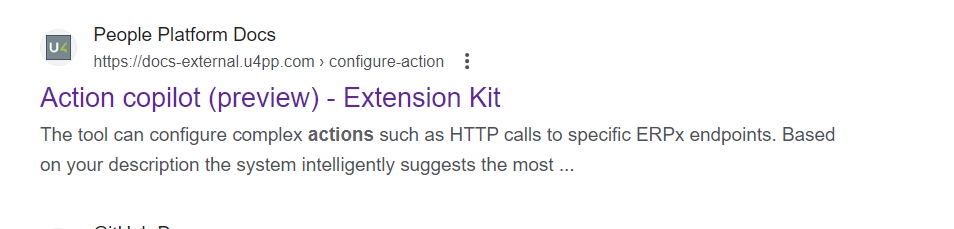 U4
People Platform Docs
https://docs-external.u4pp.com › configure-action
Action copilot (preview) - Extension Kit
The tool can configure complex actions such as HTTP calls to specific ERPx endpoints. Based
on your description the system intelligently suggests the most ...